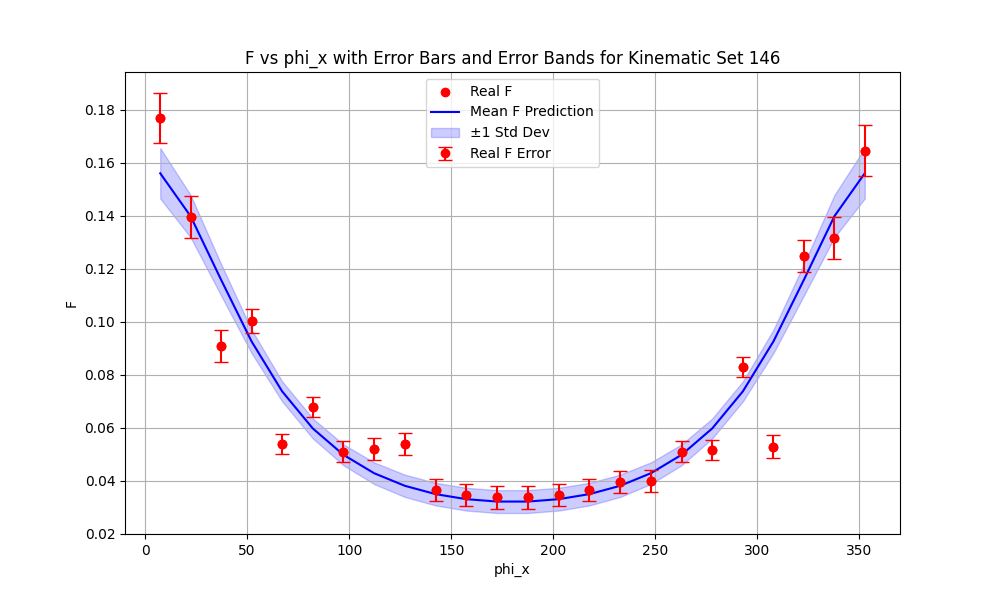 F vs phi_x with Error Bars and Error Bands for Kinematic Set 146
Real F
Mean F Prediction
±1 Std Dev
Real F Error
0.18
0.16
0.14
0.12
0.10
0.08
0.06
0.04
0.02
F
0 50 100 150 200 250 300 350
phi_x